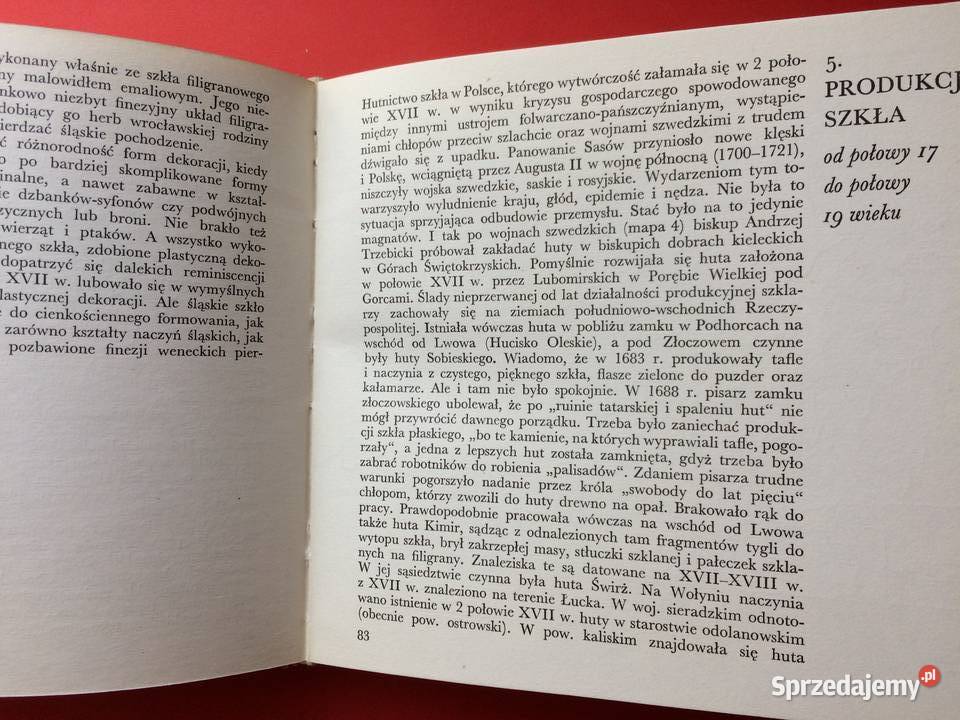 ykonany właśnie ze szkła filigranowego
ny malowidłem emaliowym. Jego nie-
nkowo niezbyt finezyjny układ filigra-
dobiący go herb wrocławskiej rodziny
ierdzać śląskie pochodzenie.
ć różnorodność form dekoracji, kiedy
o po bardziej skomplikowane formy
inalne, a nawet zabawne w kształ-
ie dzbanków-syfonów czy podwójnych
zycznych lub broni. Nie brakło też
wierząt i ptaków. A wszystko wyko-
nego szkła, zdobione plastyczną deko-
dopatrzyć się dalekich reminiscencji
XVII w. lubowało się w wymyślnych
lastycznej dekoracji. Ale śląskie szkło
e do cienkościennego formowania, jak
zarówno kształty naczyń śląskich, jak
pozbawione finezji weneckich pier-
Hutnictwo szkła w Polsce, którego wytwórczość załamała się w 2 poło-
wie XVII w. w wyniku kryzysu gospodarczego spowodowanego
między innymi ustrojem folwarczno-pańszczyźnianym, wystąpie-
niami chłopów przeciw szlachcie oraz wojnami szwedzkimi z trudem
dźwigało się z upadku. Panowanie Sasów przyniosło nowe klęski
i Polskę, wciągniętą przez Augusta II w wojnę północną (1700–1721),
niszczyły wojska szwedzkie, saskie i rosyjskie. Wydarzeniom tym to-
warzyszyło wyludnienie kraju, głód, epidemie i nędza. Nie była to
sytuacja sprzyjająca odbudowie przemysłu. Stać było na to jedynie
magnatów. I tak po wojnach szwedzkich (mapa 4) biskup Andrzej
Trzebicki próbował zakładać huty w biskupich dobrach kieleckich
w Górach Świętokrzyskich. Pomyślnie rozwijała się huta założona
w połowie XVII w. przez Lubomirskich w Porębie Wielkiej pod
Gorcami. Ślady nieprzerwanej od lat działalności produkcyjnej szkla-
rzy zachowały się na ziemiach południowo-wschodnich Rzeczy-
pospolitej. Istniała wówczas huta w pobliżu zamku w Podhorcach na
wschód od Lwowa (Hucisko Oleskie), a pod Złoczowem czynne
były huty Sobieskiego. Wiadomo, że w 1683 r. produkowały tafle
i naczynia z czystego, pięknego szkła, flasze zielone do puzder oraz
kałamarze. Ale i tam nie było spokojnie. W 1688 r. pisarz zamku
złoczowskiego ubolewał, że po „ruinie tatarskiej i spaleniu hut“ nie
mógł przywrócić dawnego porządku. Trzeba było zaniechać produk-
cji szkła płaskiego, „bo te kamienie, na których wyprawiali tafle, pogo-
rzały“, a jedna z lepszych hut została zamknięta, gdyż trzeba było
zabrać robotników do robienia „palisadów“. Zdaniem pisarza trudne
warunki pogorszyło nadanie przez króla „swobody do lat pięciu“
chłopom, którzy zwozili do huty drewno na opał. Brakowało rąk do
pracy. Prawdopodobnie pracowała wówczas na wschód od Lwowa
także huta Kimir, sądząc z odnalezionych tam fragmentów tygli do
wytopu szkła, brył zakrzepłej masy, stłuczki szklanej i pałeczek szkla-
nych na filigrany. Znaleziska te są datowane na XVII–XVIII w.
W jej sąsiedztwie czynna była huta Świrż. Na Wołyniu naczynia
z XVII w. znaleziono na terenie Łucka. W woj. sieradzkim odnoto-
wano istnienie w 2 połowie XVII w. huty w starostwie odolanowskim
(obecnie pow. ostrowski). W pow. kaliskim znajdowała się huta
83
5.
PRODUKCJ
SZKŁA
od połowy 17
do połowy
19 wieku
Sprzedajemy.pl